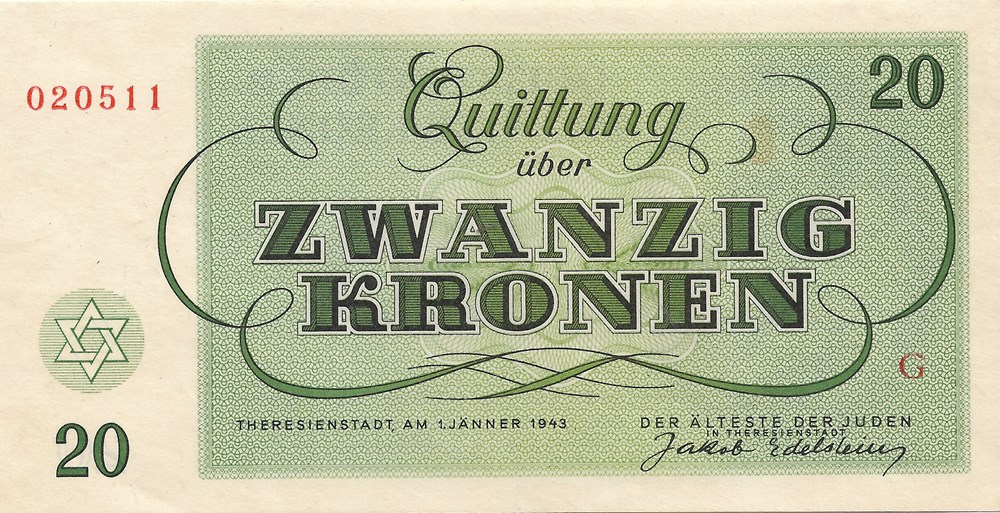 020511
20
Quittung
über
ZWANZIG
KRONEN
G
THERESIENSTADT, AM 1. JÄNNER 1943
DER ÄLTESTE DER JUDEN
IN THERESIENSTADT
Jakob Edelstein
20